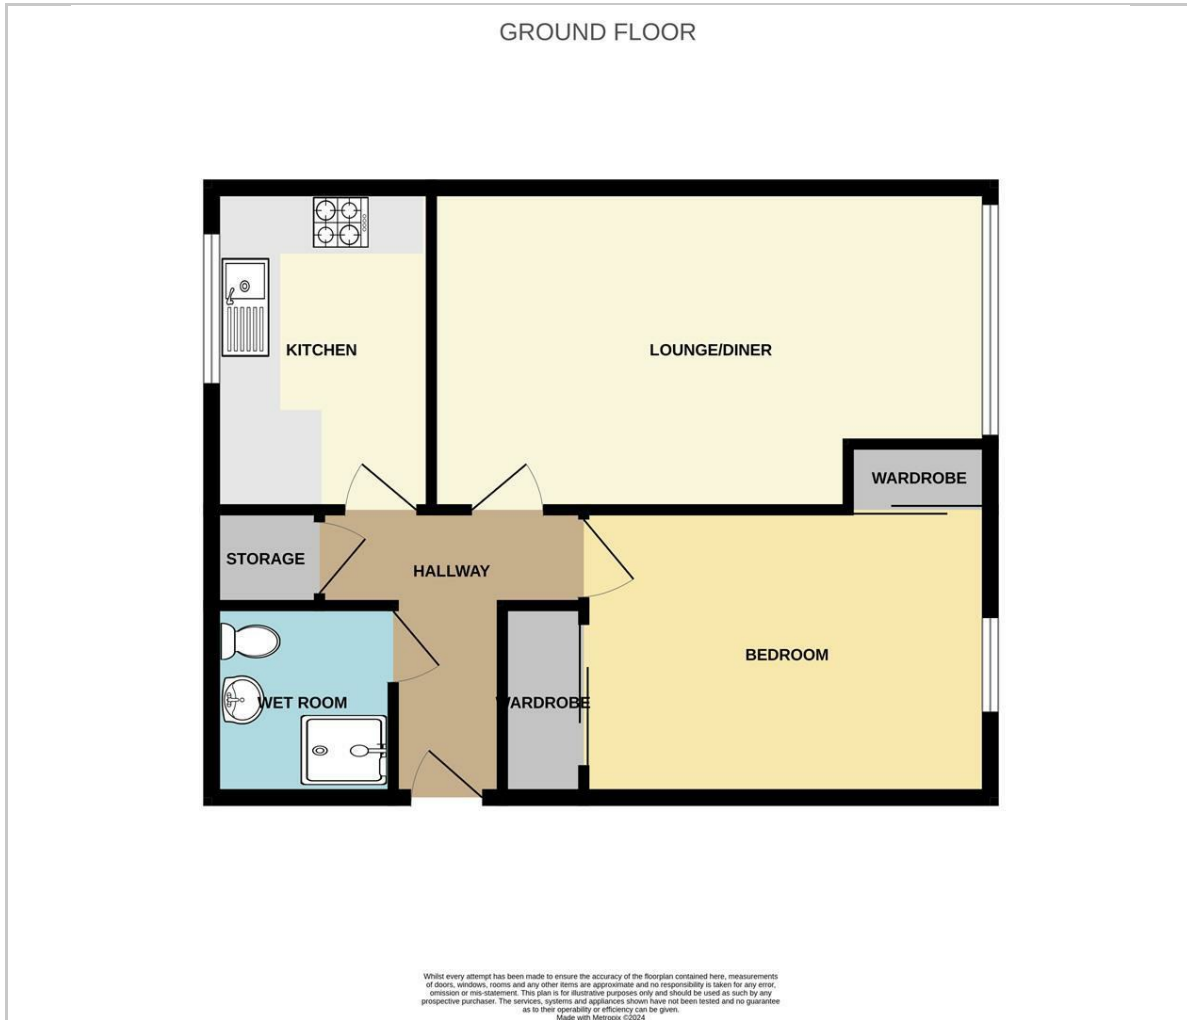 GROUND FLOOR
KITCHEN
LOUNGE/DINER
WARDROBE
STORAGE
HALLWAY
BEDROOM
WET ROOM
WARDROBE
Whilst every attempt has been made to ensure the accuracy of the floorplan contained here, measurements
of doors, windows, rooms and any other items are approximate and no responsibility is taken for any error,
omission or mis-statement. This plan is for illustrative purposes only and should be used as such by any
prospective purchaser. The services, systems and appliances shown have not been tested and no guarantee
as to their operability or efficiency can be given.
Made with Metropix ©2024